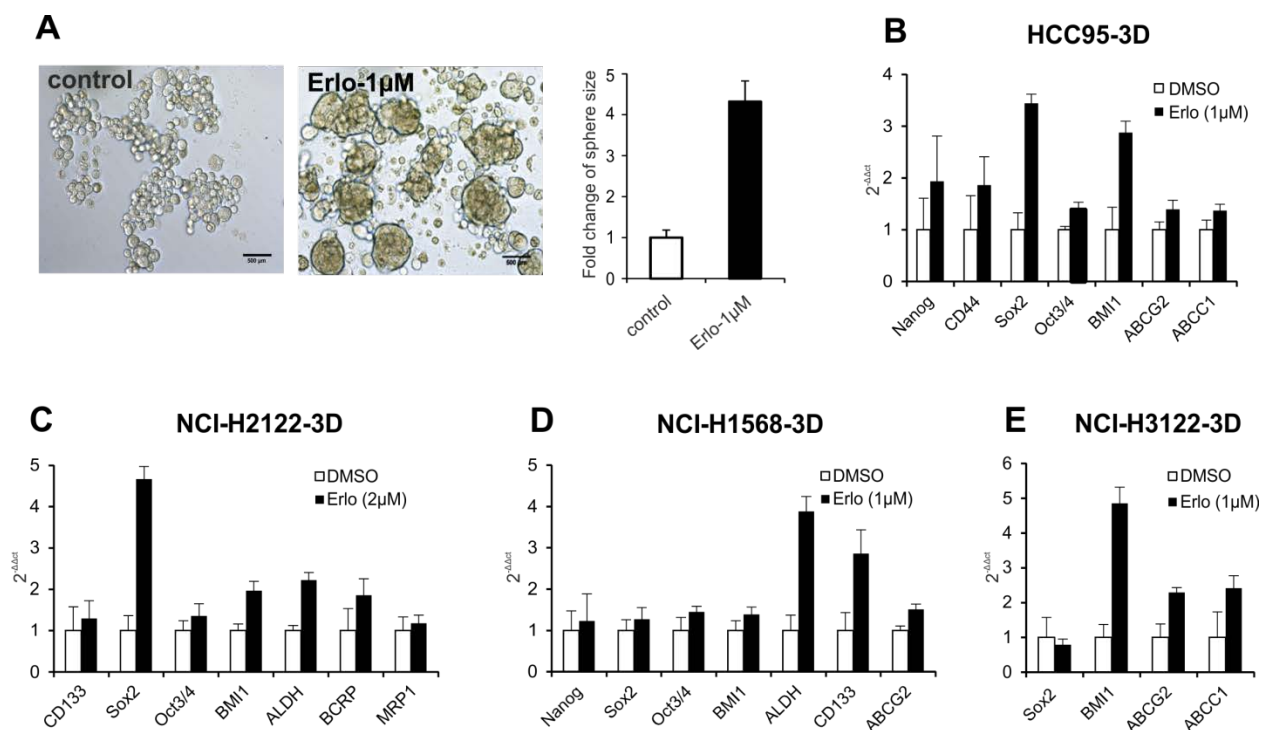 A
control
500 µm
Erlo-1µM
500 µm
Fold change of sphere size
5
4
3
2
1
0
control
Erlo-1µM
B
HCC95-3D
DMSO
Erlo (1µM)
2-ΔΔct
4
3
2
1
0
Nanog
CD44
Sox2
Oct3/4
BMI1
ABCG2
ABCC1
C
NCI-H2122-3D
DMSO
Erlo (2µM)
2-ΔΔct
5
4
3
2
1
0
CD133
Sox2
Oct3/4
BMI1
ALDH
BCRP
MRP1
D
NCI-H1568-3D
DMSO
Erlo (1µM)
2-ΔΔct
5
4
3
2
1
0
Nanog
Sox2
Oct3/4
BMI1
ALDH
CD133
ABCG2
E
NCI-H3122-3D
DMSO
Erlo (1µM)
2-ΔΔct
6
5
4
3
2
1
0
Sox2
BMI1
ABCG2
ABCC1